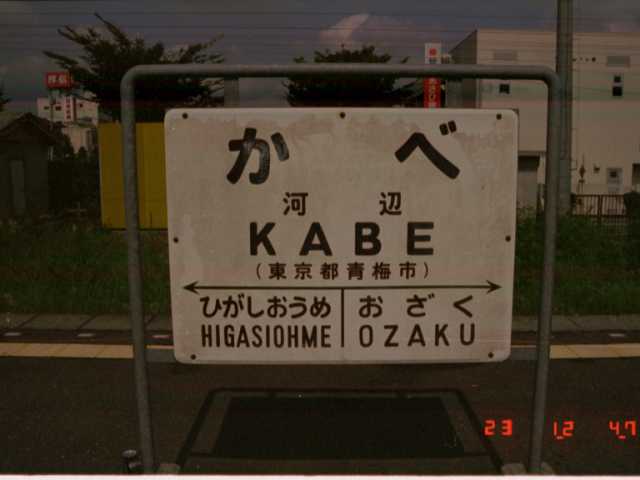 かべ
河辺
KABE
(東京都青梅市)
ひがしおうめ おざく
HIGASIOHME OZAKU
23 12 47